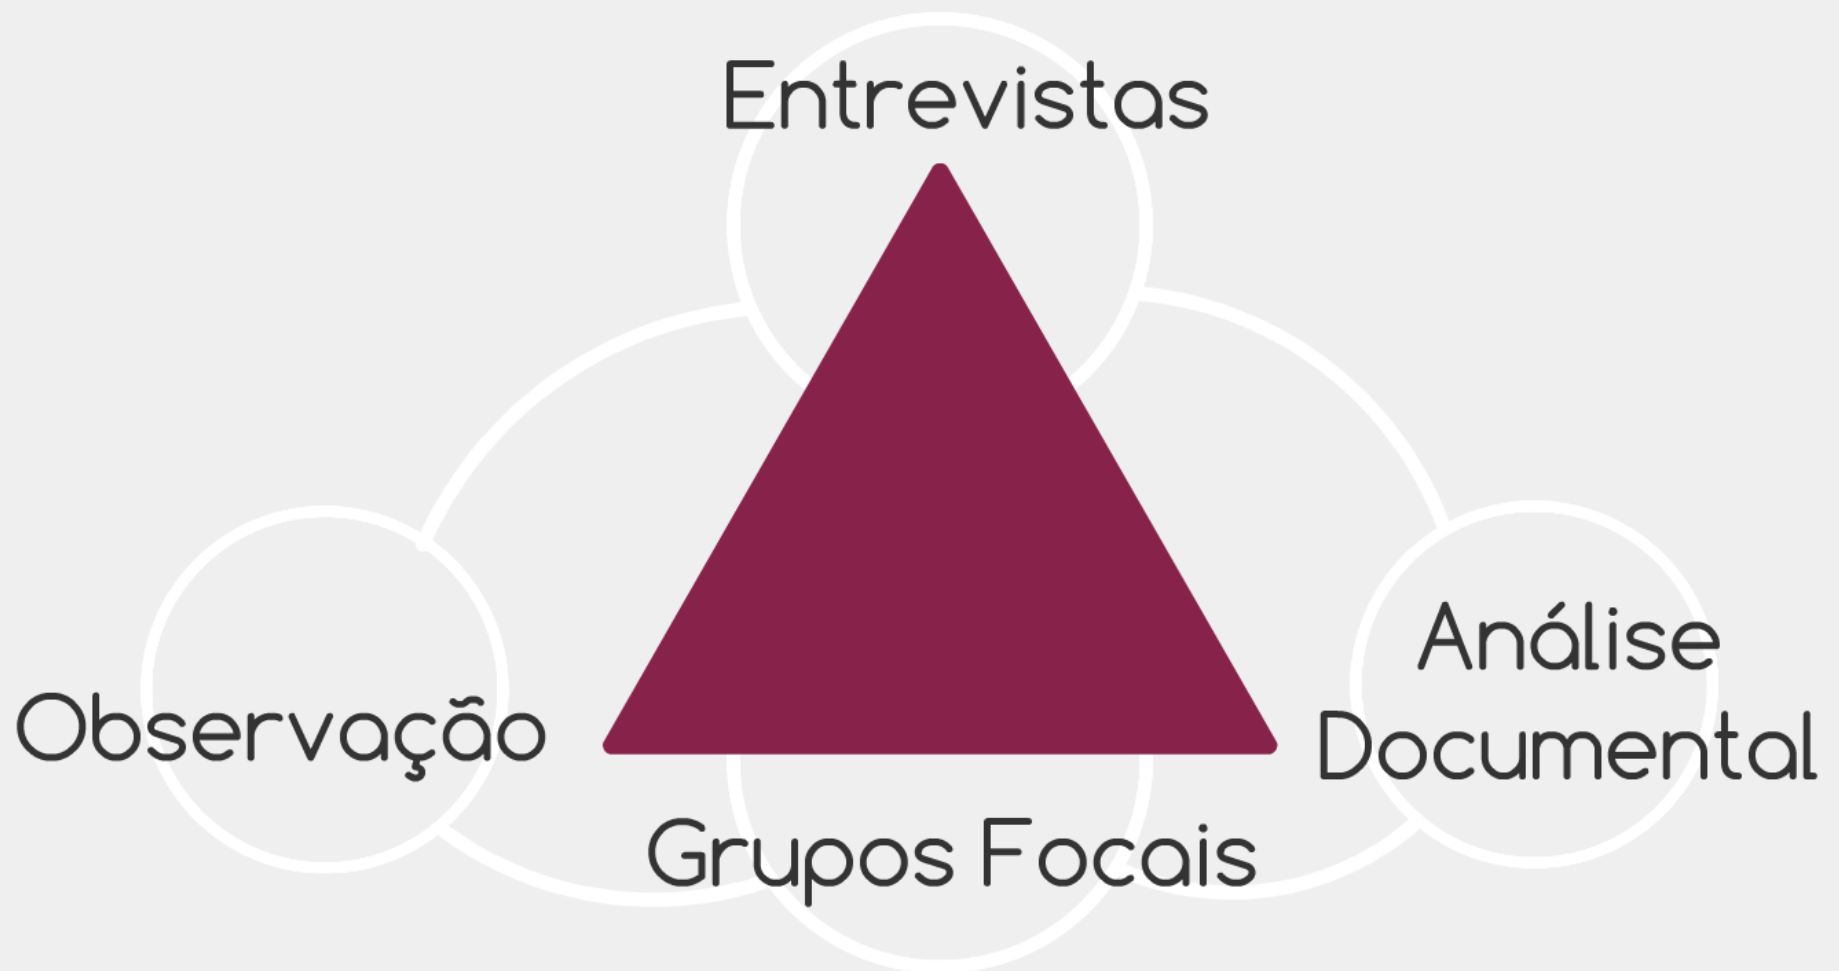 Entrevistas
Observação
Análise
Documental
Grupos Focais